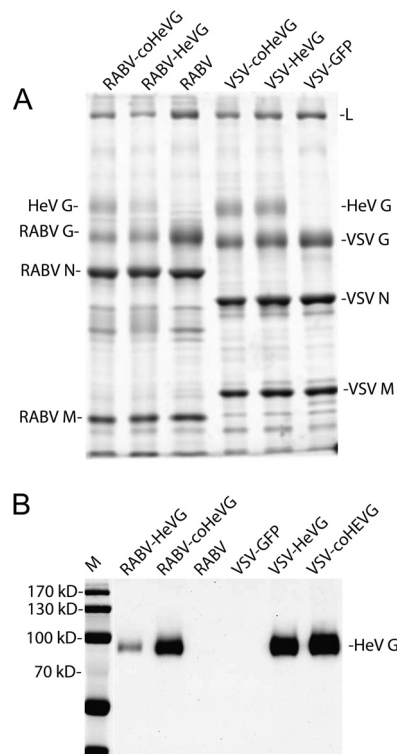 A
RABV-coHeVG
RABV-HeVG
RABV
VSV-coHeVG
VSV-HeVG
VSV-GFP
-L
HeV G-
-HeV G
RABV G-
-VSV G
RABV N-
-VSV N
-VSV M
RABV M-
B
M
RABV-HeVG
RABV-coHeVG
RABV
VSV-GFP
VSV-HeVG
VSV-coHEVG
170 kD-
130 kD-
100 kD-
-HeV G
70 kD-